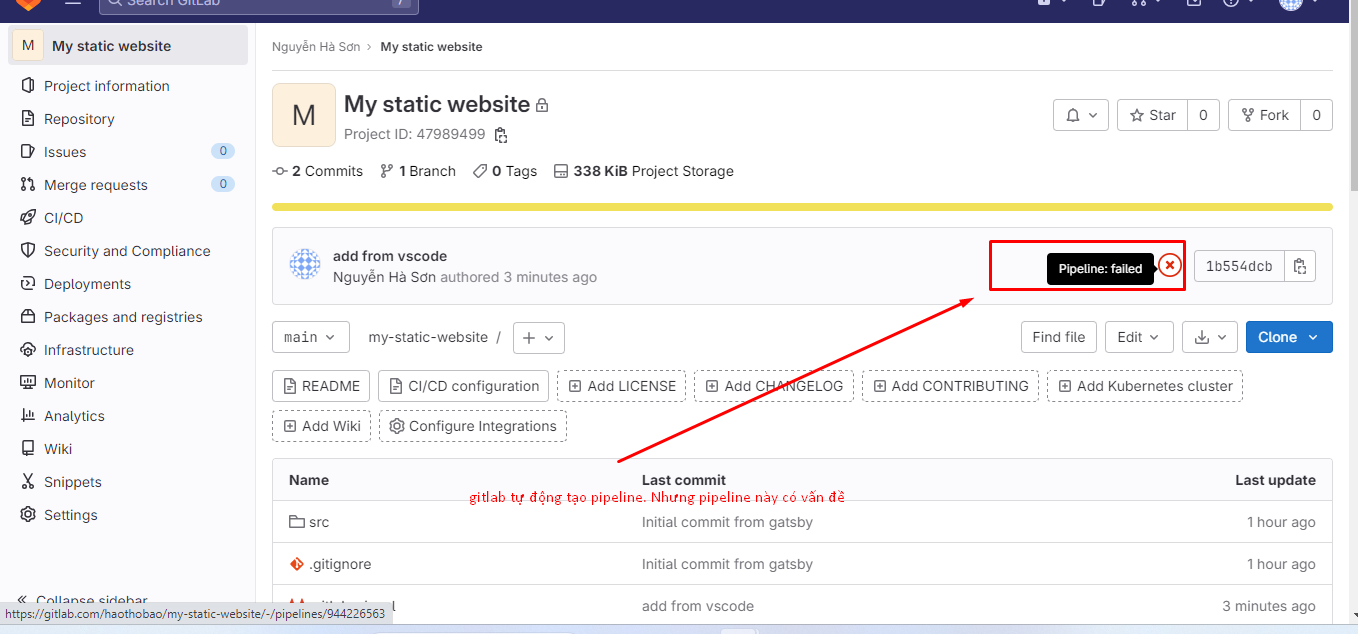 Search GitLab /
M My static website
Nguyễn Hà Sơn › My static website
Project information
Repository
Issues 0
Merge requests 0
CI/CD
Security and Compliance
Deployments
Packages and registries
Infrastructure
Monitor
Analytics
Wiki
Snippets
Settings
Collapse sidebar
M
My static website
Project ID: 47989499
Star 0 Fork 0
2 Commits 1 Branch 0 Tags 338 KiB Project Storage
add from vscode
Nguyễn Hà Sơn authored 3 minutes ago
Pipeline: failed
1b554dcb
main my-static-website / +
Find file Edit Clone
README CI/CD configuration Add LICENSE Add CHANGELOG Add CONTRIBUTING Add Kubernetes cluster
Add Wiki Configure Integrations
Name Last commit Last update
gitlab tự động tạo pipeline. Nhưng pipeline này có vấn đề
src Initial commit from gatsby 1 hour ago
.gitignore Initial commit from gatsby 1 hour ago
add from vscode 3 minutes ago
https://gitlab.com/haothobao/my-static-website/-/pipelines/944226563